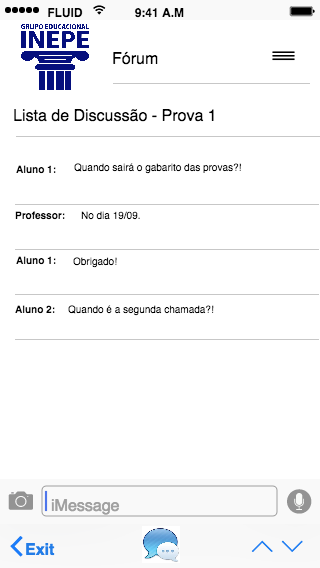 FLUID 9:41 A.M
GRUPO EDUCACIONAL
INEPE
Fórum
Lista de Discussão - Prova 1
Aluno 1: Quando sairá o gabarito das provas?!
Professor: No dia 19/09.
Aluno 1: Obrigado!
Aluno 2: Quando é a segunda chamada?!
iMessage
Exit